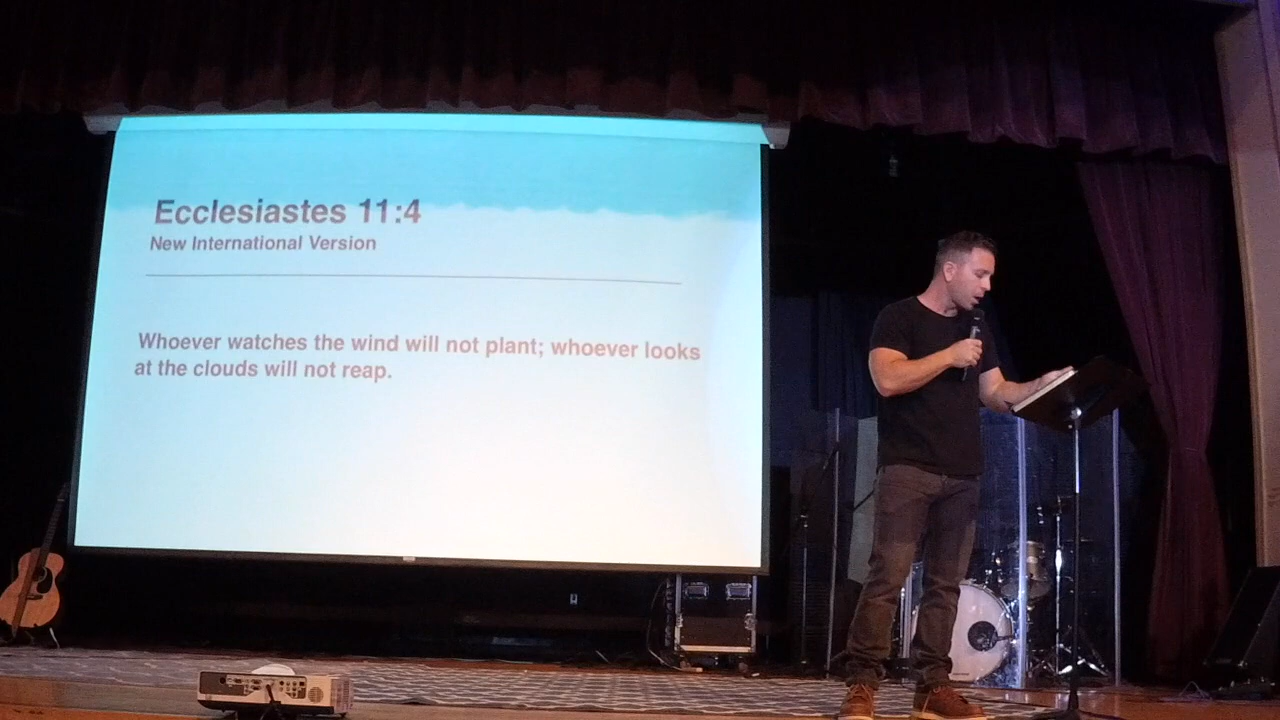 Ecclesiastes 11:4
New International Version
Whoever watches the wind will not plant; whoever looks
at the clouds will not reap.